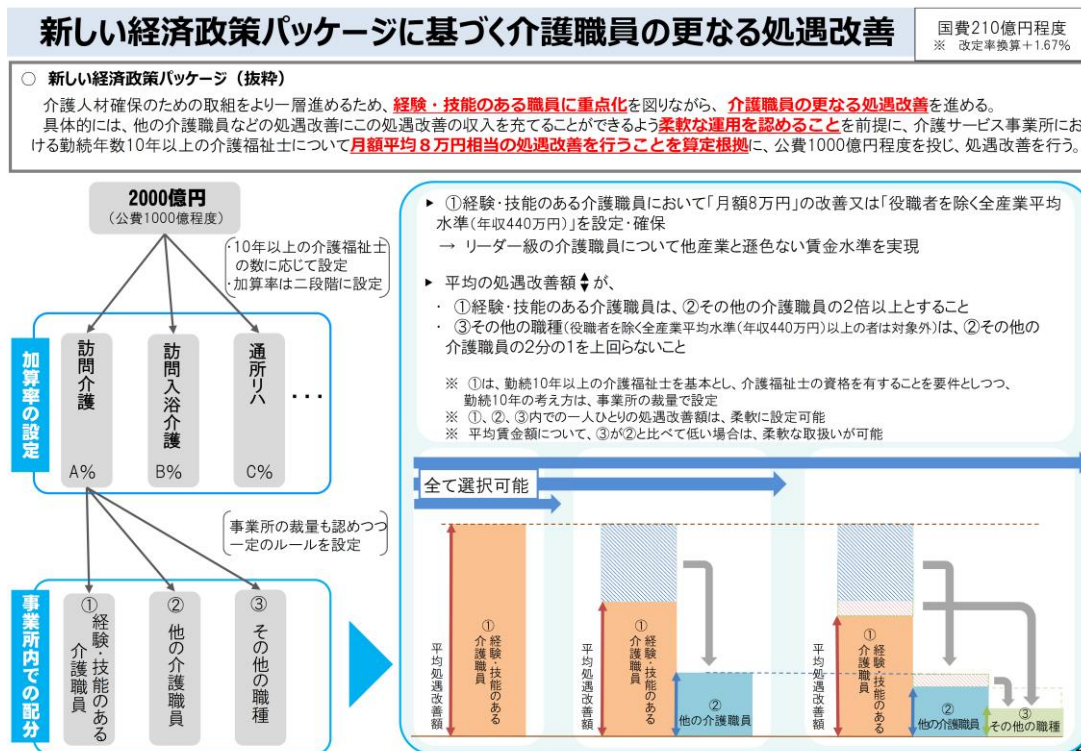 新しい経済政策パッケージに基づく介護職員の更なる処遇改善
国費210億円程度
※ 改定率換算+1.67%
○ 新しい経済政策パッケージ（抜粋）
介護人材確保のための取組をより一層進めるため、経験・技能のある職員に重点化を図りながら、介護職員の更なる処遇改善を進める。
具体的には、他の介護職員などの処遇改善にこの処遇改善の収入を充てることができるよう柔軟な運用を認めることを前提に、介護サービス事業所にお
ける勤続年数10年以上の介護福祉士について月額平均８万円相当の処遇改善を行うことを算定根拠に、公費1000億円程度を投じ、処遇改善を行う。
2000億円
（公費1000億程度）
・10年以上の介護福祉士
の数に応じて設定
・加算率は二段階に設定
加算率の設定
訪問介護
A%
訪問入浴介護
B%
通所リハ
C%
・・・
事業所の裁量も認めつつ
一定のルールを設定
事業所内での配分
①
経験・技能のある
介護職員
②
他の介護職員
③
その他の職種
▶ ①経験・技能のある介護職員において「月額8万円」の改善又は「役職者を除く全産業平均
水準（年収440万円）」を設定・確保
→ リーダー級の介護職員について他産業と遜色ない賃金水準を実現
▶ 平均の処遇改善額が、
・ ①経験・技能のある介護職員は、②その他の介護職員の2倍以上とすること
・ ③その他の職種（役職者を除く全産業平均水準（年収440万円）以上の者は対象外）は、②その他の
介護職員の2分の1を上回らないこと
※ ①は、勤続10年以上の介護福祉士を基本とし、介護福祉士の資格を有することを要件としつつ、
勤続10年の考え方は、事業所の裁量で設定
※ ①、②、③内での一人ひとりの処遇改善額は、柔軟に設定可能
※ 平均賃金額について、③が②と比べて低い場合は、柔軟な取扱いが可能
全て選択可能
平均処遇改善額
①
経験・技能のある
介護職員
平均処遇改善額
①
経験・技能のある
介護職員
②
他の介護職員
平均処遇改善額
①
経験・技能のある
介護職員
②
他の介護職員
③
その他の職種